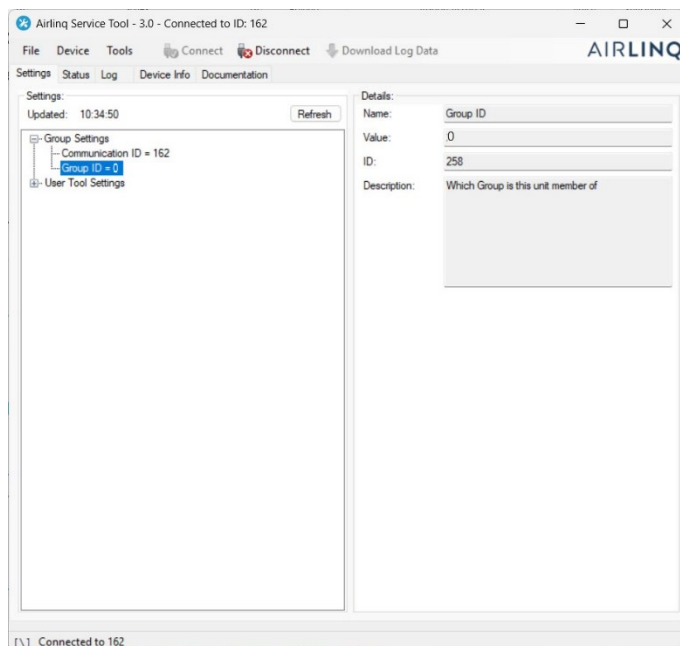 Airlinq Service Tool - 3.0 - Connected to ID: 162
File Device Tools Connect Disconnect Download Log Data AIRLINQ
Settings Status Log Device Info Documentation
Settings:
Updated: 10:34:50 Refresh
Group Settings
Communication ID = 162
Group ID = 0
User Tool Settings
Details:
Name: Group ID
Value: 0
ID: 258
Description: Which Group is this unit member of
[\] Connected to 162